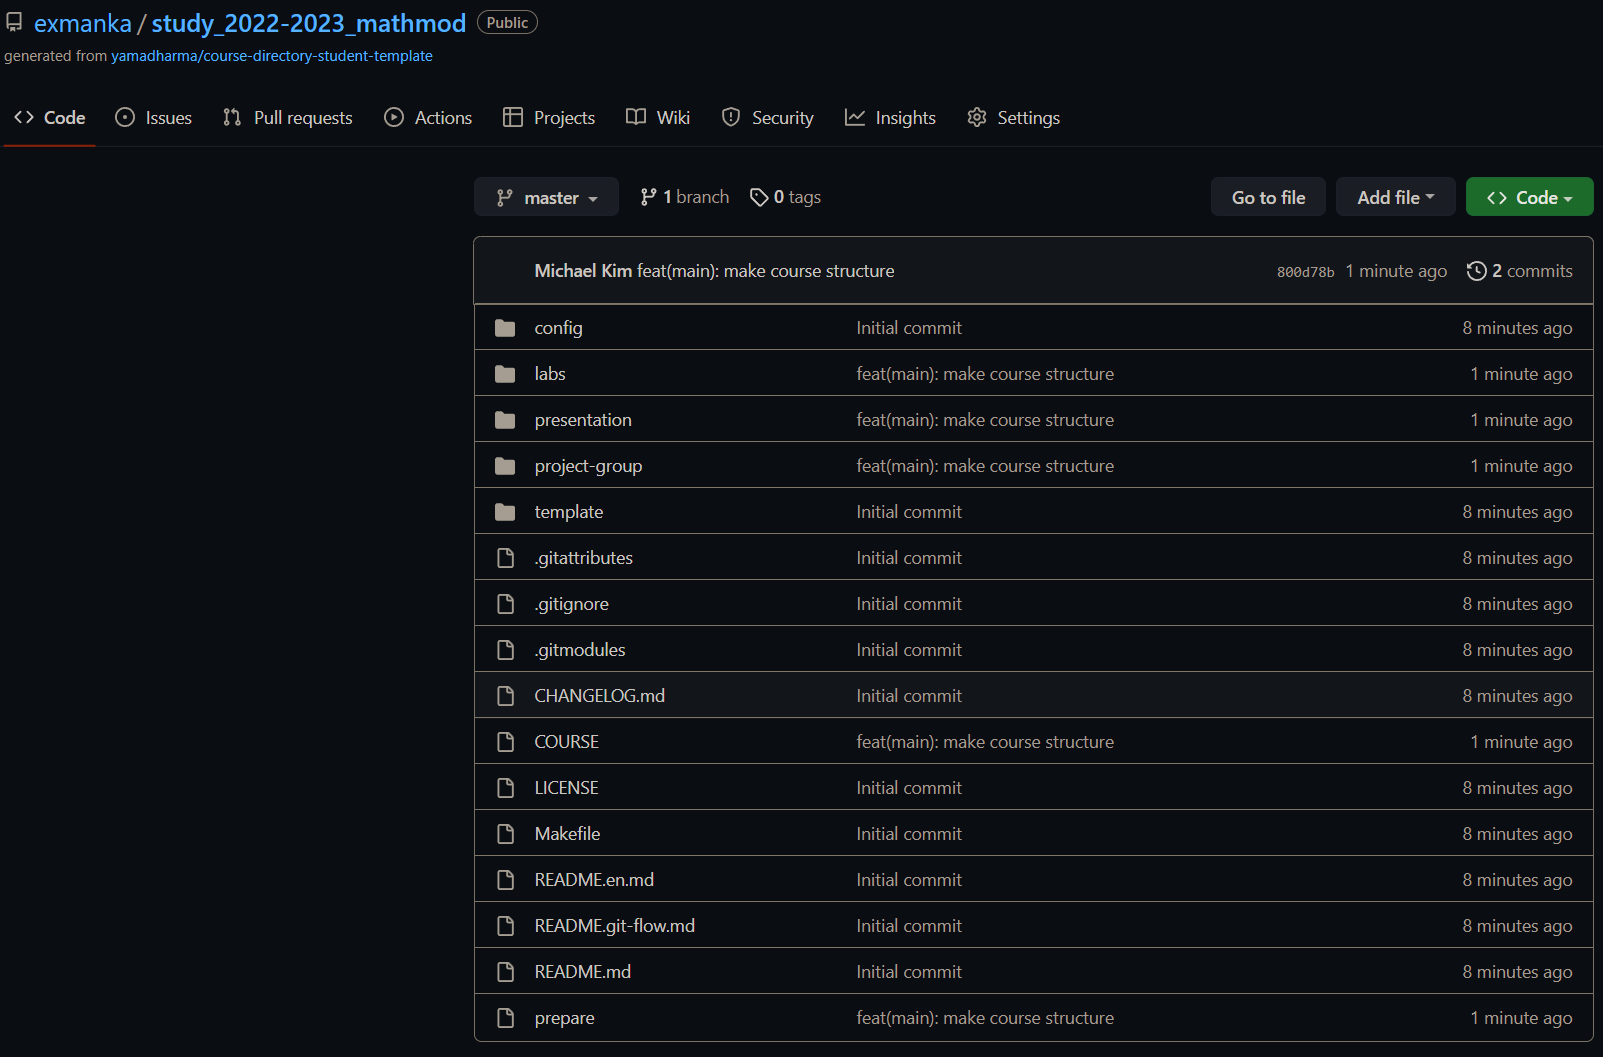 exmanka / study_2022-2023_mathmod Public
generated from yamadharma/course-directory-student-template
Code Issues Pull requests Actions Projects Wiki Security Insights Settings
master 1 branch 0 tags Go to file Add file Code
Michael Kim feat(main): make course structure 800d78b 1 minute ago 2 commits
config Initial commit 8 minutes ago
labs feat(main): make course structure 1 minute ago
presentation feat(main): make course structure 1 minute ago
project-group feat(main): make course structure 1 minute ago
template Initial commit 8 minutes ago
.gitattributes Initial commit 8 minutes ago
.gitignore Initial commit 8 minutes ago
.gitmodules Initial commit 8 minutes ago
CHANGELOG.md Initial commit 8 minutes ago
COURSE feat(main): make course structure 1 minute ago
LICENSE Initial commit 8 minutes ago
Makefile Initial commit 8 minutes ago
README.en.md Initial commit 8 minutes ago
README.git-flow.md Initial commit 8 minutes ago
README.md Initial commit 8 minutes ago
prepare feat(main): make course structure 1 minute ago